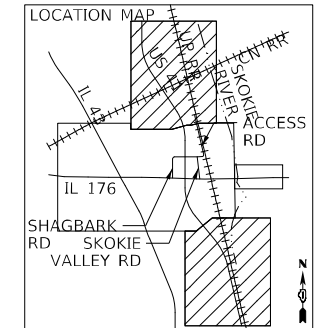 LOCATION MAP
UP RR
US 41
CN RR
SKOKIE
RIVER
IL 43
ACCESS
RD
IL 176
SHAGBARK
RD
SKOKIE
VALLEY RD
N